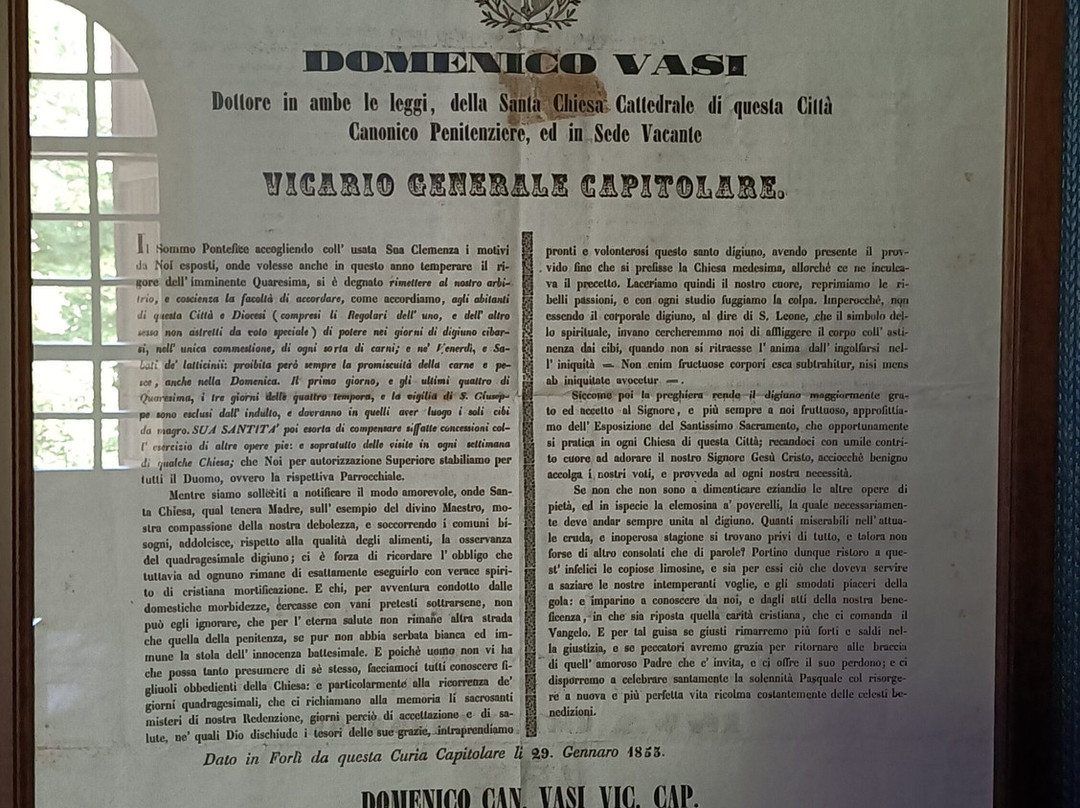 DOMENICO VASI
Dottore in ambe le leggi, della Santa Chiesa Cattedrale di questa Città
Canonico Penitenziere, ed in Sede Vacante
VICARIO GENERALE CAPITOLARE.
Il Sommo Pontefice accogliendo coll' usata Sua Clemenza i motivi
da Noi esposti, onde volesse anche in questo anno temperare il ri-
gore dell' imminente Quaresima, si è degnato rimettere al nostro arbi-
trio, e coscienza la facoltà di accordare, come accordiamo, agli abitanti
di questa Città e Diocesi (compresi li Regolari dell' uno, e dell' altro
sesso non astretti da voto speciale) di potere nei giorni di digiuno cibar-
si, nell' unica commestione, di ogni sorta di carni; e ne' Venerdì, e Sa-
bati de' latticinii: proibita però sempre la promiscuità della carne e pe-
sce, anche nella Domenica. Il primo giorno, e gli ultimi quattro di
Quaresima, i tre giorni delle quattro tempora, e la vigilia di S. Giusep-
pe sono esclusi dall' indulto, e dovranno in quelli aver luogo i soli cibi
da magro. SUA SANTITA' poi esorta di compensare siffatte concessioni col-
l' esercizio di altre opere pie: e sopratutto delle visite in ogni settimana
di qualche Chiesa; che Noi per autorizzazione Superiore stabiliamo per
tutti il Duomo, ovvero la rispettiva Parrocchiale.
Mentre siamo solleciti a notificare il modo amorevole, onde San-
ta Chiesa, qual tenera Madre, sull' esempio del divino Maestro, mo-
stra compassione della nostra debolezza, e soccorrendo i comuni bi-
sogni, addolcisce, rispetto alla qualità degli alimenti, la osservanza
del quadragesimale digiuno; ci è forza di ricordare l' obbligo che
tuttavia ad ognuno rimane di esattamente eseguirlo con verace spiri-
to di cristiana mortificazione. E chi, per avventura condotto dalle
domestiche morbidezze, cercasse con vani pretesti sottrarsene, non
può egli ignorare, che per l' eterna salute non rimane altra strada
che quella della penitenza, se pur non abbia serbata bianca ed im-
mune la stola dell' innocenza battesimale. E poichè uomo non vi ha
che possa tanto presumere di sè stesso, facciamoci tutti conoscere fi-
gliuoli obbedienti della Chiesa: e particolarmente alla ricorrenza de'
giorni quadragesimali, che ci richiamano alla memoria li sacrosanti
misteri di nostra Redenzione, giorni perciò di accettazione e di sa-
lute, ne' quali Dio dischiude i tesori delle sue grazie, intraprendiamo
pronti e volonterosi questo santo digiuno, avendo presente il prov-
vido fine che si prefisse la Chiesa medesima, allorchè ce ne inculca-
va il precetto. Laceriamo quindi il nostro cuore, reprimiamo le ri-
belli passioni, e con ogni studio fuggiamo la colpa. Imperocchè, non
essendo il corporale digiuno, al dire di S. Leone, che il simbolo del-
lo spirituale, invano cercheremmo noi di affliggere il corpo coll' asti-
nenza dai cibi, quando non si ritraesse l' anima dall' ingolfarsi nel-
l' iniquità — Non enim fructuose corpori esca subtrahitur, nisi mens
ab iniquitate avocetur —.
Siccome poi la preghiera rende il digiuno maggiormente gra-
to ed accetto al Signore, e più sempre a noi fruttuoso, approfittia-
mo dell' Esposizione del Santissimo Sacramento, che opportunamente
si pratica in ogni Chiesa di questa Città; recandoci con umile contri-
to cuore ad adorare il nostro Signore Gesù Cristo, acciocchè benigno
accolga i nostri voti, e provveda ad ogni nostra necessità.
Se non che non sono a dimenticare eziandio le altre opere di
pietà, ed in ispecie la elemosina a' poverelli, la quale necessariamen-
te deve andar sempre unita al digiuno. Quanti miserabili nell' attua-
le cruda, e inoperosa stagione si trovano privi di tutto, e talora non
forse di altro consolati che di parole? Portino dunque ristoro a que-
st' infelici le copiose limosine, e sia per essi ciò che doveva servire
a saziare le nostre intemperanti voglie, e gli smodati piaceri della
gola: e imparino a conoscere da noi, e dagli atti della nostra bene-
ficenza, in che sia riposta quella carità cristiana, che ci comanda il
Vangelo. E per tal guisa se giusti rimarremo più forti e saldi nel-
la giustizia, e se peccatori avremo grazia per ritornare alle braccia
di quell' amoroso Padre che c' invita, e ci offre il suo perdono; e ci
disporremo a celebrare santamente la solennità Pasquale col risorge-
re a nuova e più perfetta vita ricolma costantemente delle celesti be-
nedizioni.
Dato in Forlì da questa Curia Capitolare li 29. Gennaro 1853.
DOMENICO CAN. VASI VIC. CAP.